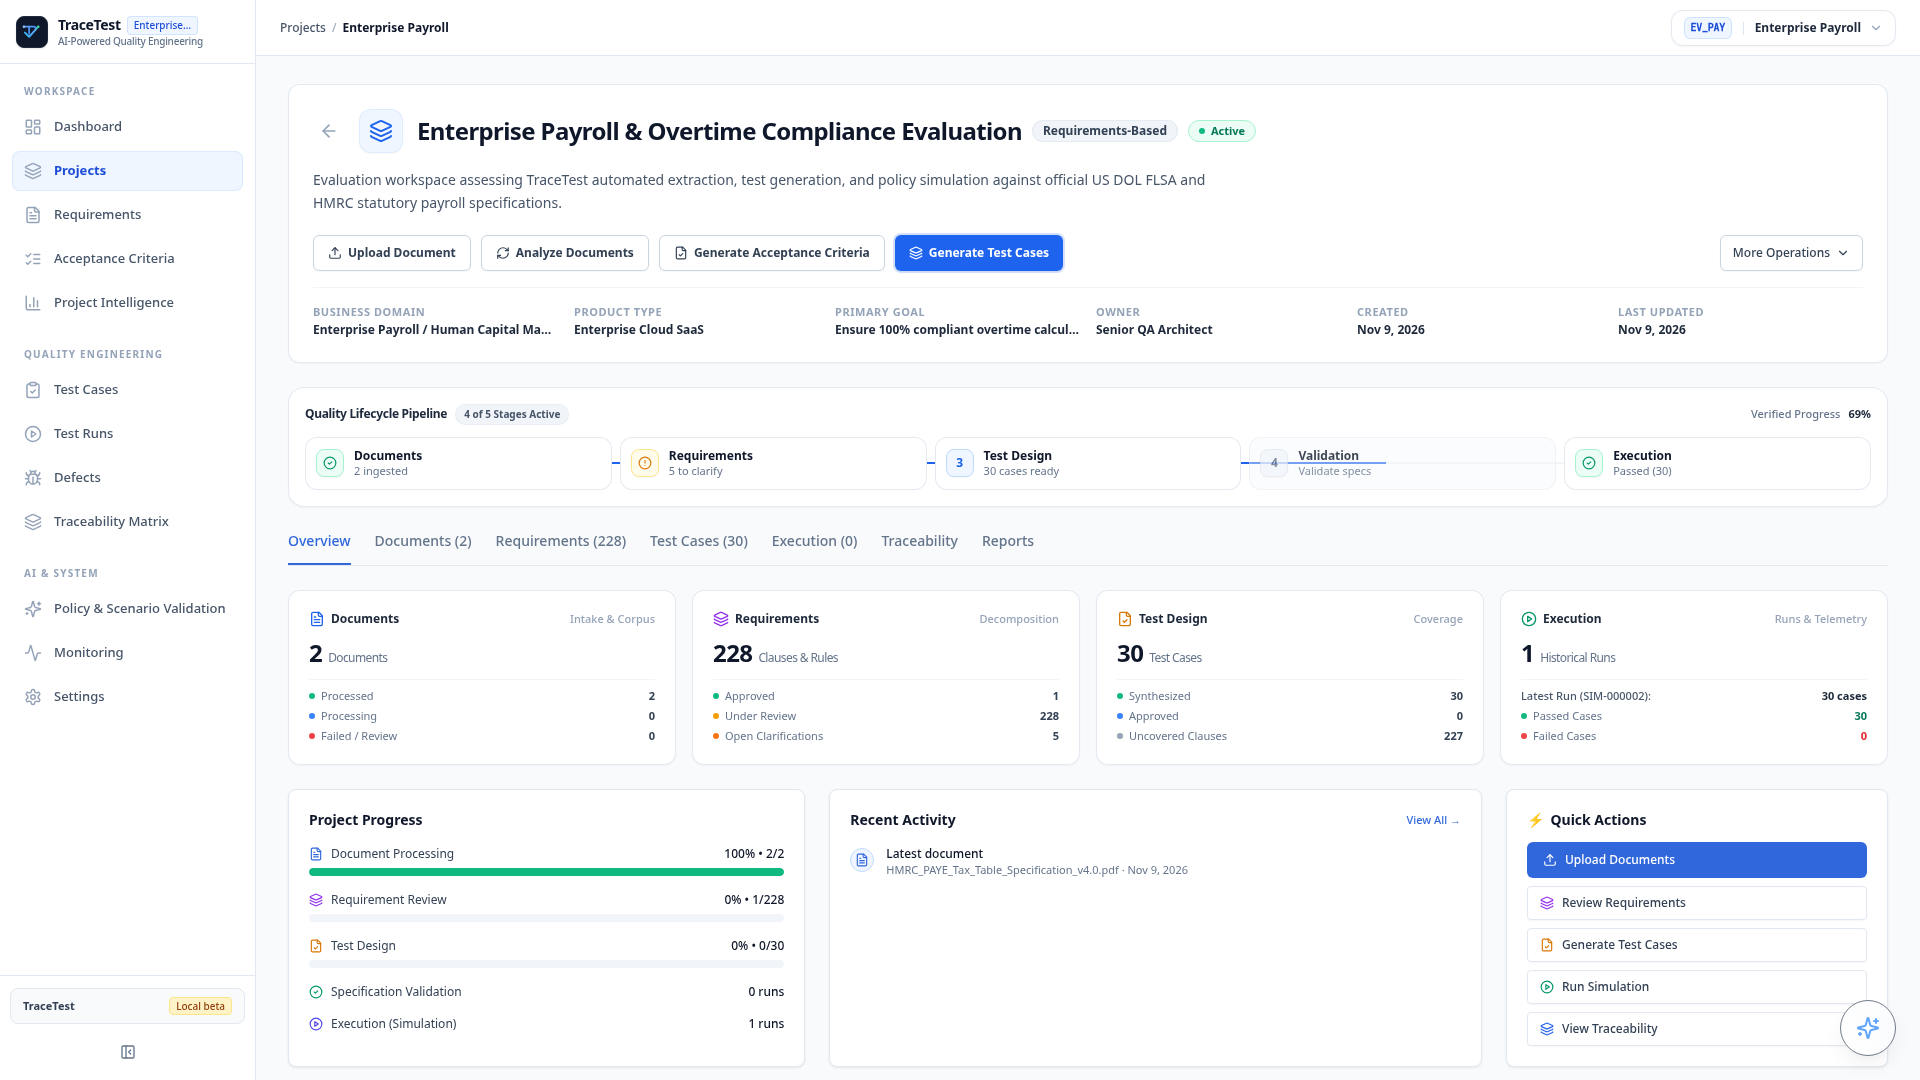 TraceTest Enterprise...
AI-Powered Quality Engineering
WORKSPACE
Dashboard
Projects
Requirements
Acceptance Criteria
Project Intelligence
QUALITY ENGINEERING
Test Cases
Test Runs
Defects
Traceability Matrix
AI & SYSTEM
Policy & Scenario Validation
Monitoring
Settings
TraceTest Local beta
Projects / Enterprise Payroll
EV_PAY Enterprise Payroll
Enterprise Payroll & Overtime Compliance Evaluation Requirements-Based Active
Evaluation workspace assessing TraceTest automated extraction, test generation, and policy simulation against official US DOL FLSA and
HMRC statutory payroll specifications.
Upload Document Analyze Documents Generate Acceptance Criteria Generate Test Cases More Operations
BUSINESS DOMAIN PRODUCT TYPE PRIMARY GOAL OWNER CREATED LAST UPDATED
Enterprise Payroll / Human Capital Ma... Enterprise Cloud SaaS Ensure 100% compliant overtime calcul... Senior QA Architect Nov 9, 2026 Nov 9, 2026
Quality Lifecycle Pipeline 4 of 5 Stages Active Verified Progress 69%
Documents
2 ingested
Requirements
5 to clarify
3 Test Design
30 cases ready
4 Validation
Validate specs
Execution
Passed (30)
Overview Documents (2) Requirements (228) Test Cases (30) Execution (0) Traceability Reports
Documents Intake & Corpus
2 Documents
Processed 2
Processing 0
Failed / Review 0
Requirements Decomposition
228 Clauses & Rules
Approved 1
Under Review 228
Open Clarifications 5
Test Design Coverage
30 Test Cases
Synthesized 30
Approved 0
Uncovered Clauses 227
Execution Runs & Telemetry
1 Historical Runs
Latest Run (SIM-000002): 30 cases
Passed Cases 30
Failed Cases 0
Project Progress
Document Processing 100% • 2/2
Requirement Review 0% • 1/228
Test Design 0% • 0/30
Specification Validation 0 runs
Execution (Simulation) 1 runs
Recent Activity View All →
Latest document
HMRC_PAYE_Tax_Table_Specification_v4.0.pdf · Nov 9, 2026
⚡ Quick Actions
Upload Documents
Review Requirements
Generate Test Cases
Run Simulation
View Traceability